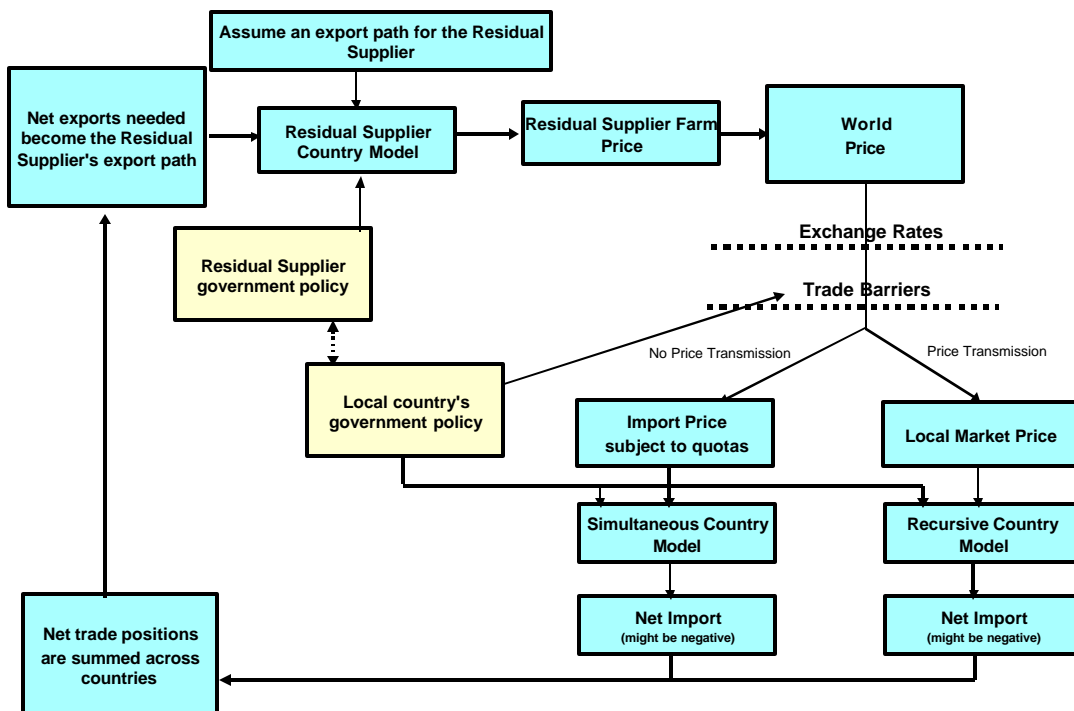 Assume an export path for the Residual
Supplier
Net exports needed
become the Residual
Supplier's export path
Residual Supplier
Country Model
Residual Supplier Farm
Price
World
Price
Exchange Rates
Residual Supplier
government policy
Trade Barriers
No Price Transmission
Price Transmission
Local country's
government policy
Import Price
subject to quotas
Local Market Price
Simultaneous Country
Model
Recursive Country
Model
Net Import
(might be negative)
Net Import
(might be negative)
Net trade positions
are summed across
countries